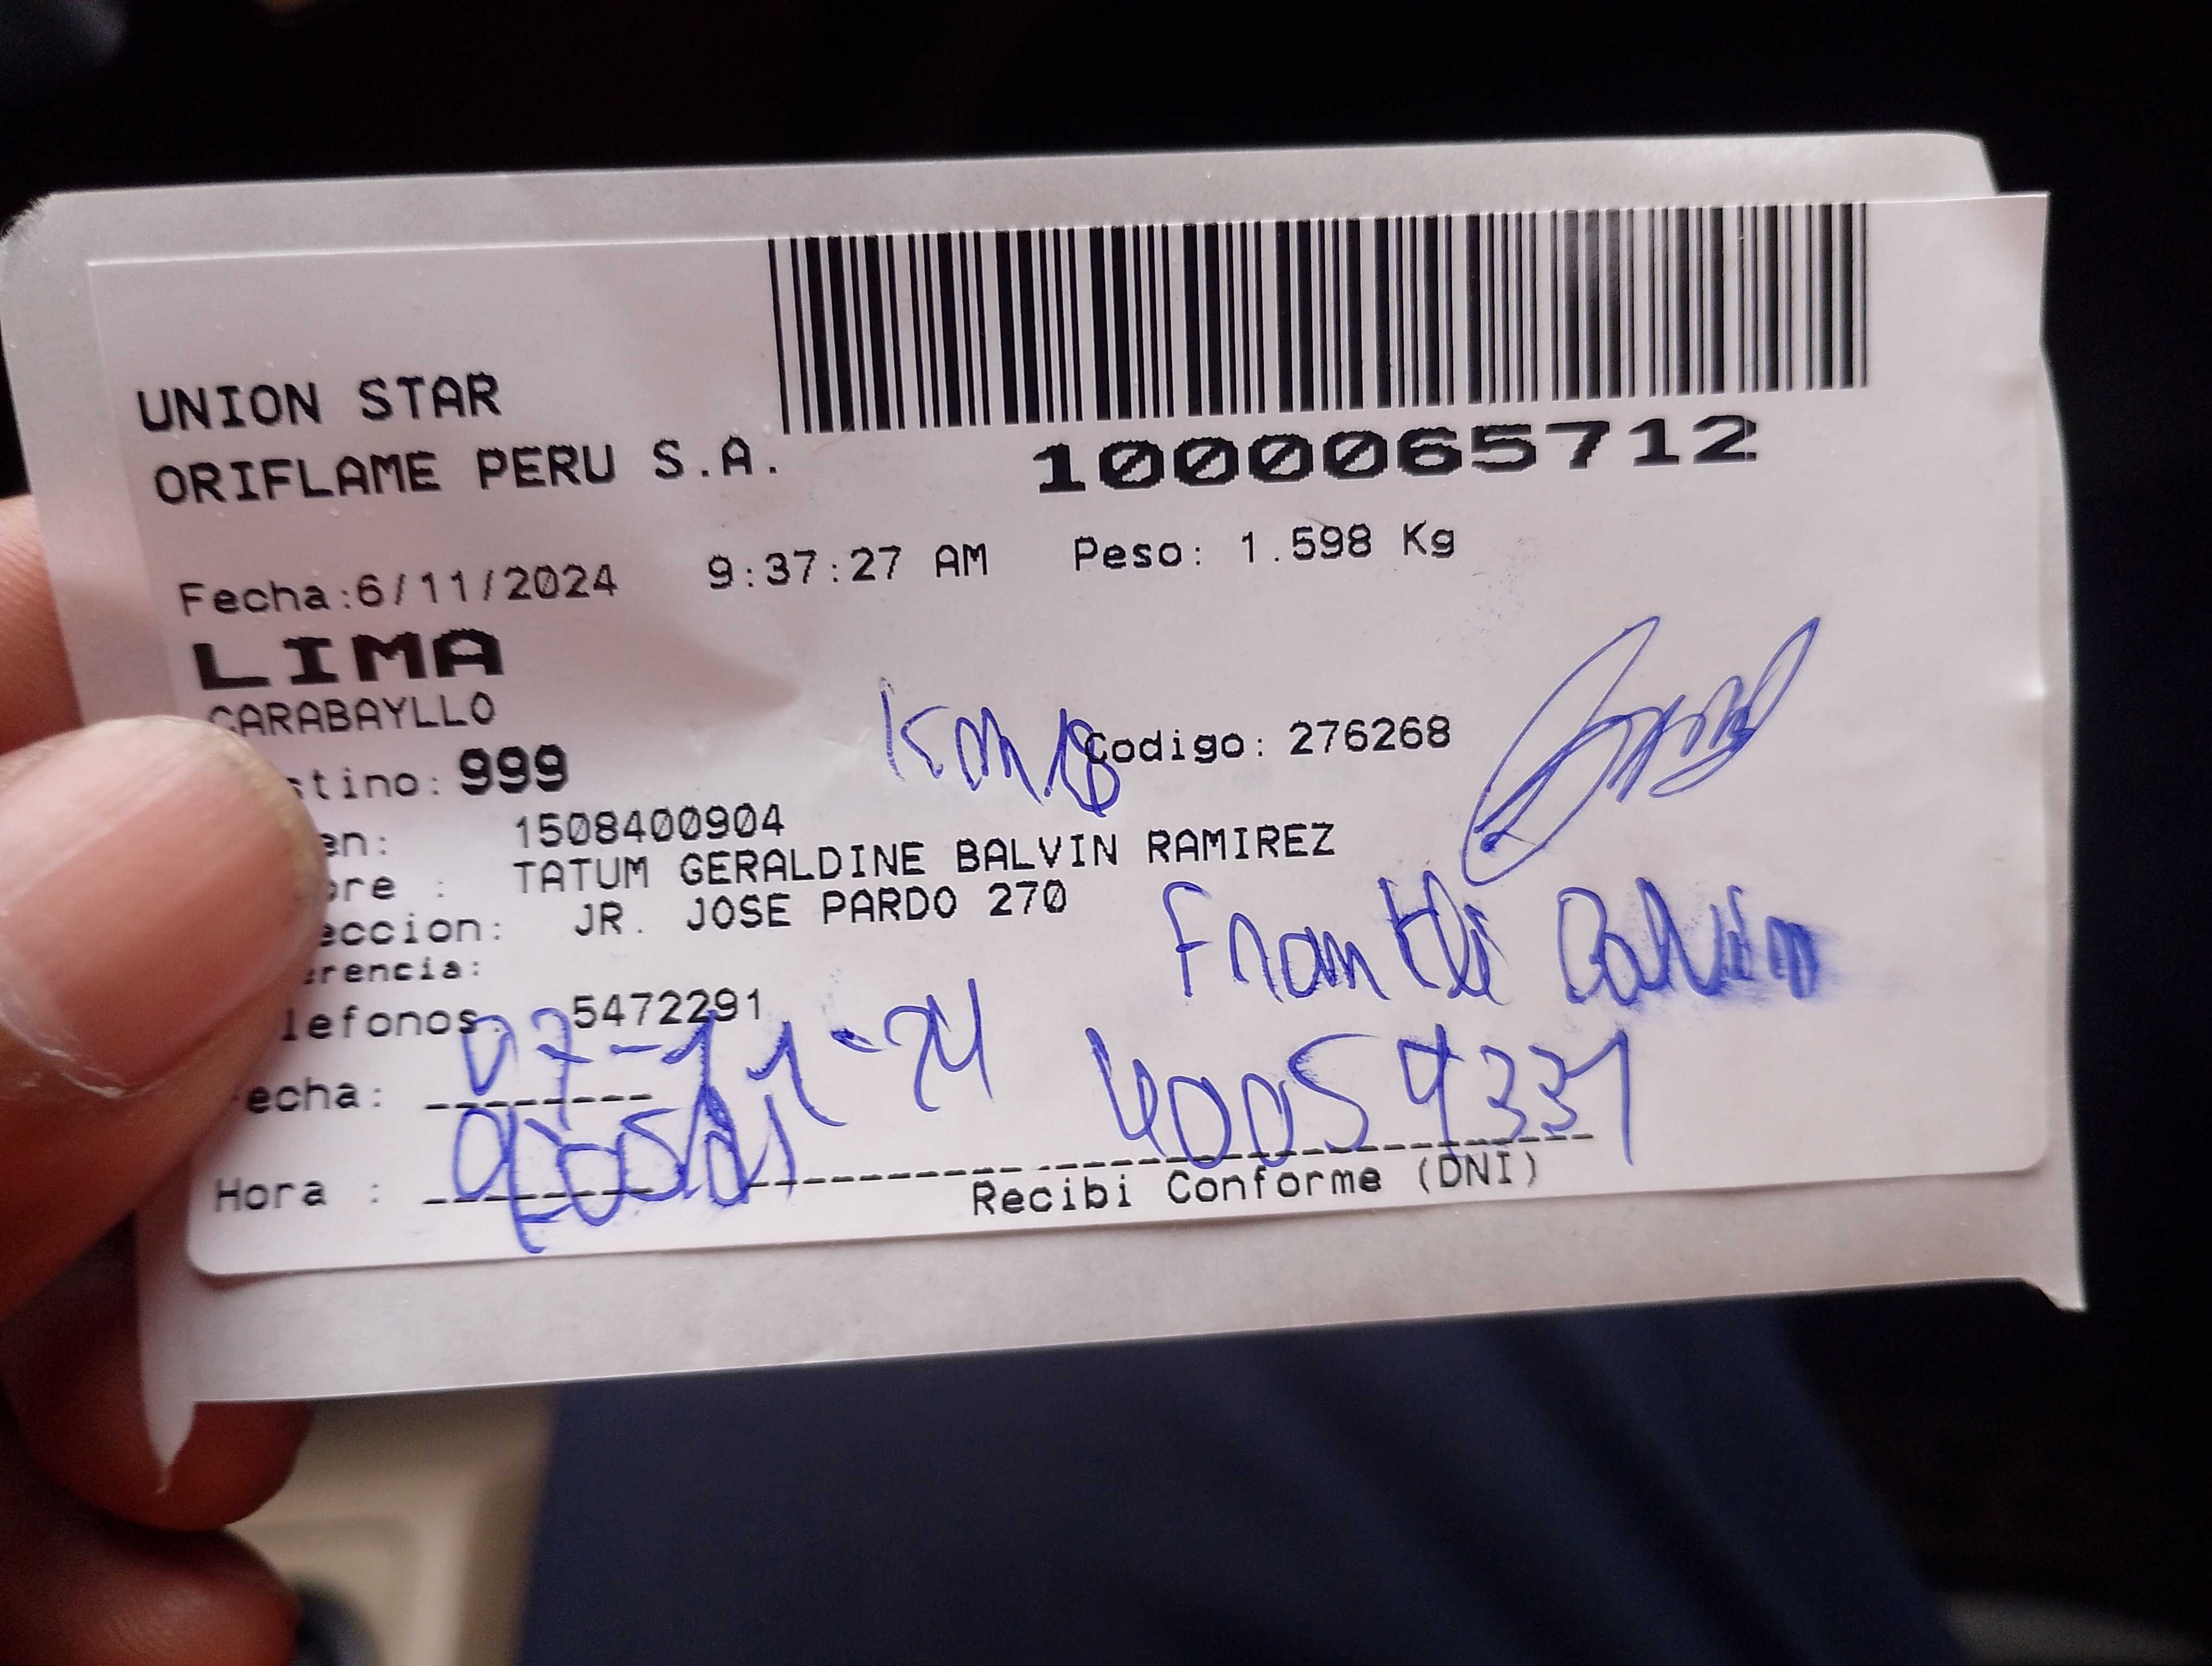 UNION STAR
ORIFLAME PERU S.A.
1000065712
Fecha:6/11/2024 9:37:27 AM Peso: 1.598 Kg
LIMA
CARABAYLLO
stino: 999 Codigo: 276268
en: 1508400904
bre : TATUM GERALDINE BALVIN RAMIREZ
eccion: JR. JOSE PARDO 270
erencia:
lefonos: 5472291
echa: 07-11-24
Hora :
Recibi Conforme (DNI)